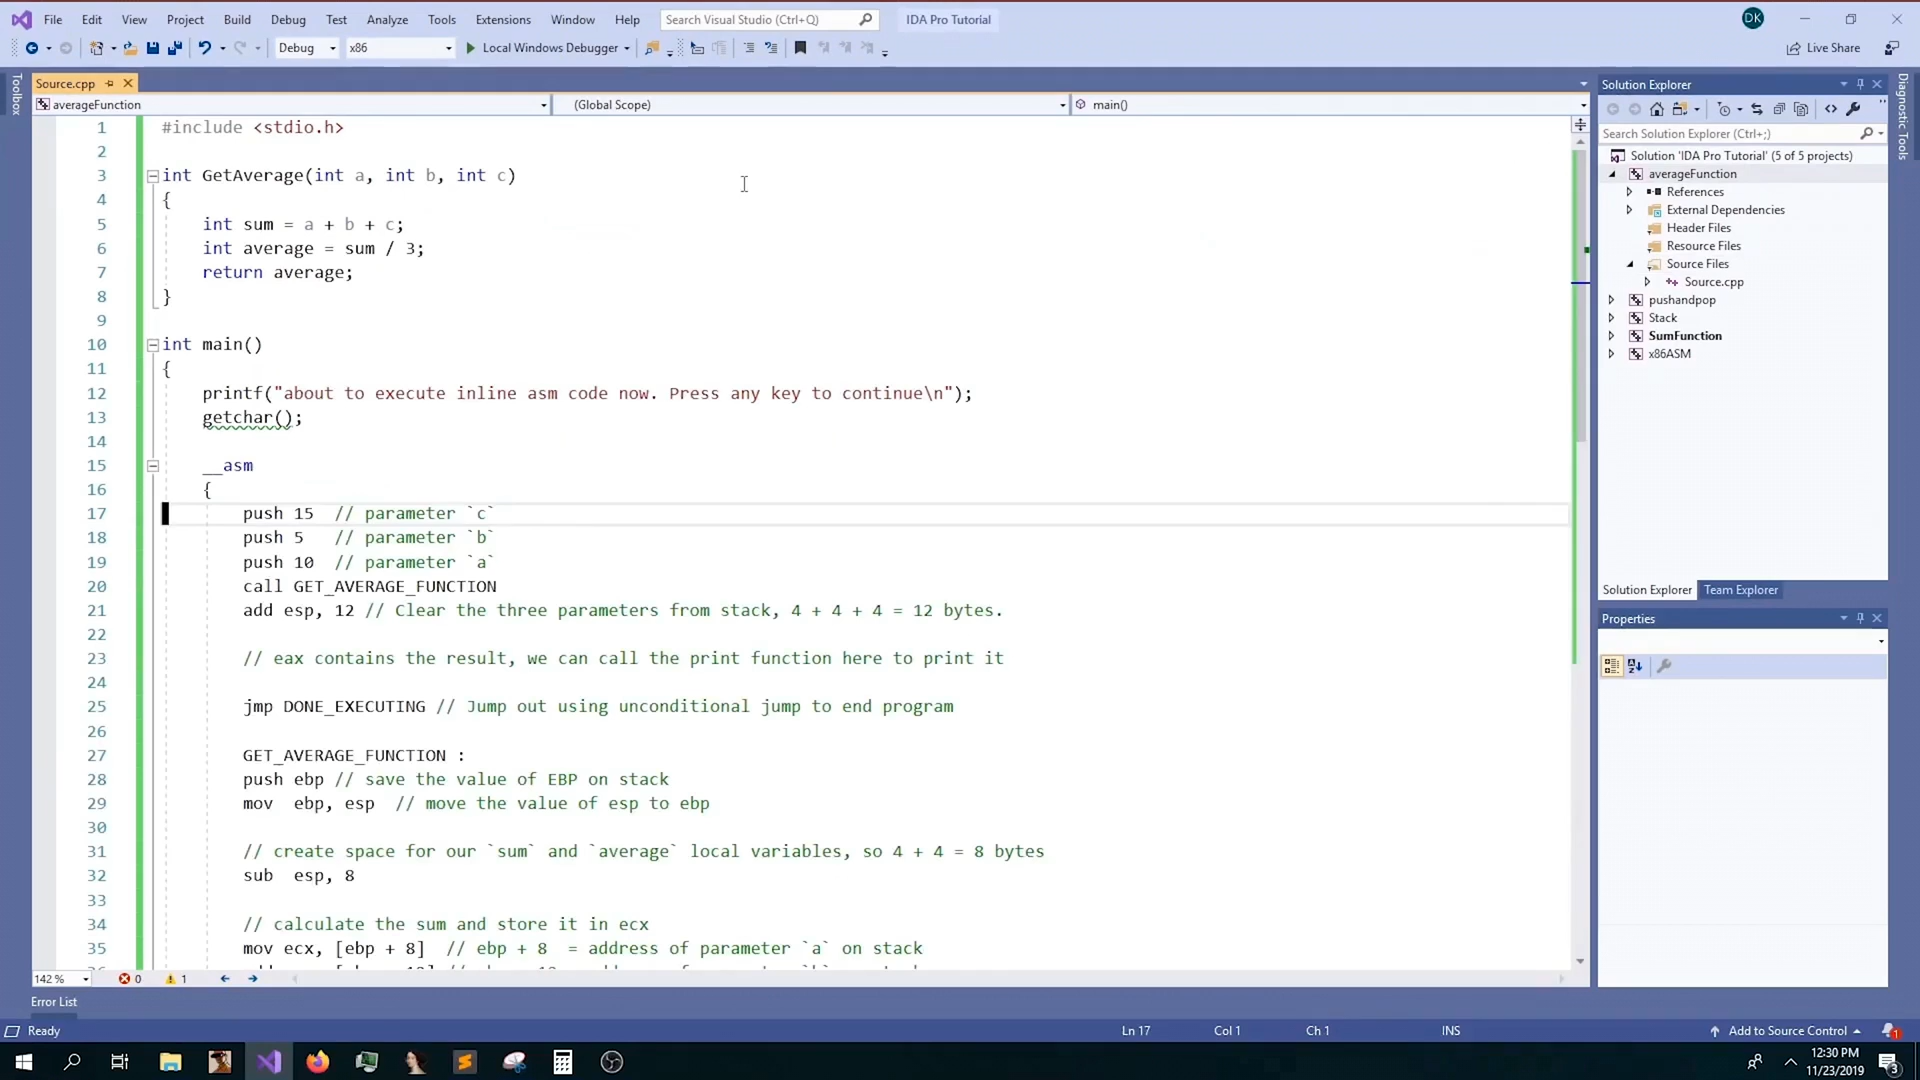 File Edit View Project Build Debug Test Analyze Tools Extensions Window Help Search Visual Studio (Ctrl+Q) IDA Pro Tutorial DK
Debug x86 Local Windows Debugger Live Share
Toolbox
Source.cpp
averageFunction (Global Scope) main()
1 #include <stdio.h>
2
3 int GetAverage(int a, int b, int c)
4 {
5 int sum = a + b + c;
6 int average = sum / 3;
7 return average;
8 }
9
10 int main()
11 {
12 printf("about to execute inline asm code now. Press any key to continue\n");
13 getchar();
14
15 __asm
16 {
17 push 15 // parameter `c`
18 push 5 // parameter `b`
19 push 10 // parameter `a`
20 call GET_AVERAGE_FUNCTION
21 add esp, 12 // Clear the three parameters from stack, 4 + 4 + 4 = 12 bytes.
22
23 // eax contains the result, we can call the print function here to print it
24
25 jmp DONE_EXECUTING // Jump out using unconditional jump to end program
26
27 GET_AVERAGE_FUNCTION :
28 push ebp // save the value of EBP on stack
29 mov ebp, esp // move the value of esp to ebp
30
31 // create space for our `sum` and `average` local variables, so 4 + 4 = 8 bytes
32 sub esp, 8
33
34 // calculate the sum and store it in ecx
35 mov ecx, [ebp + 8] // ebp + 8 = address of parameter `a` on stack
142 % 0 1
Error List
Ready Ln 17 Col 1 Ch 1 INS Add to Source Control 1
Solution Explorer
Search Solution Explorer (Ctrl+;)
Solution 'IDA Pro Tutorial' (5 of 5 projects)
averageFunction
References
External Dependencies
Header Files
Resource Files
Source Files
Source.cpp
pushandpop
Stack
SumFunction
x86ASM
Solution Explorer Team Explorer
Properties
Diagnostic Tools
12:30 PM
11/23/2019
3